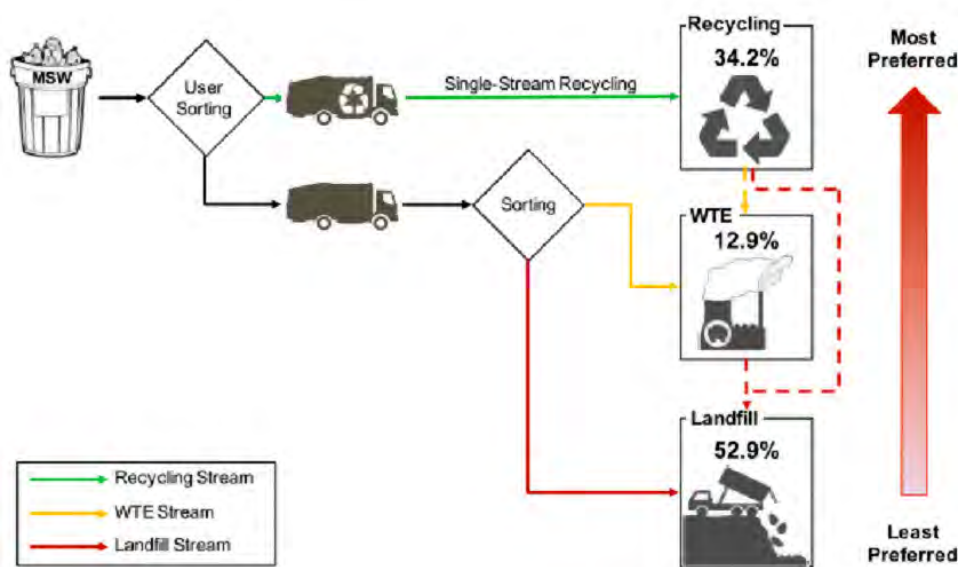 MSW
User
Sorting
Single-Stream Recycling
Recycling
34.2%
Sorting
WTE
12.9%
Landfill
52.9%
Most
Preferred
Least
Preferred
Recycling Stream
WTE Stream
Landfill Stream